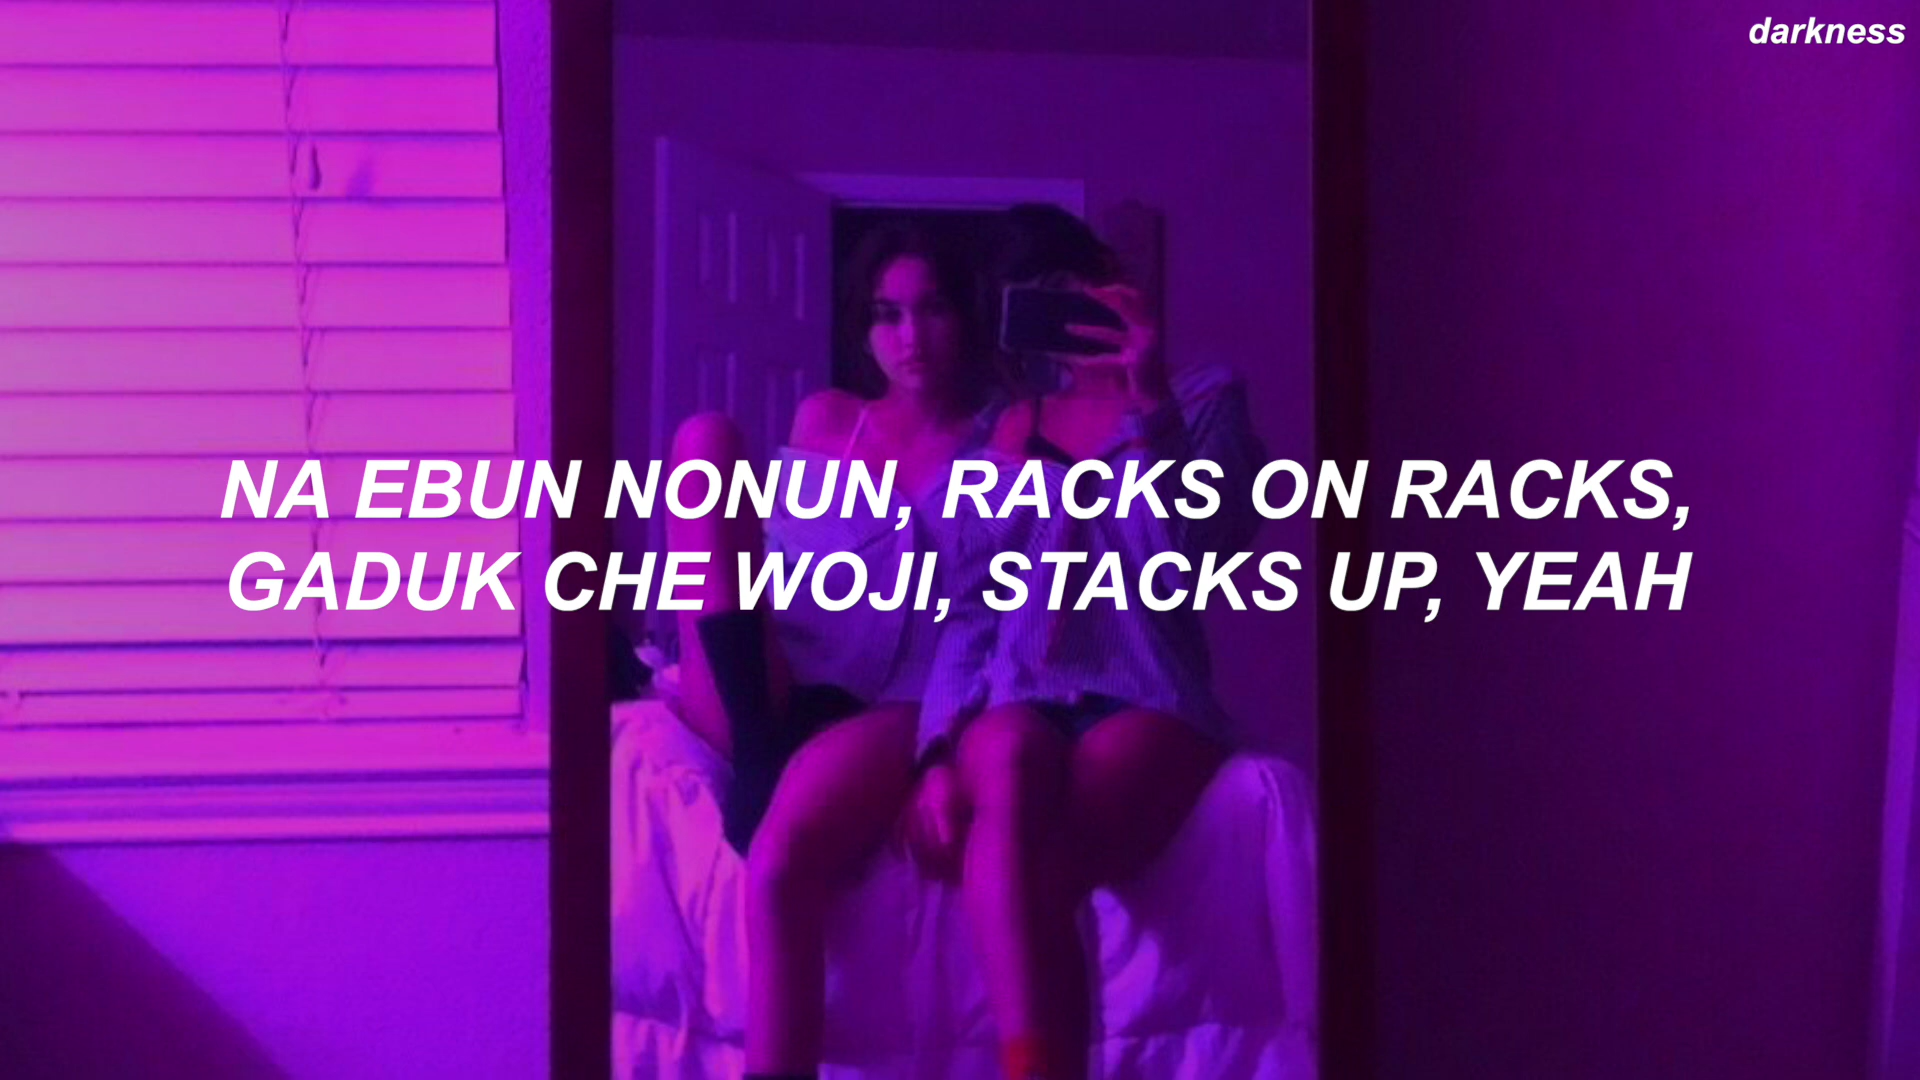 darkness
NA EBUN NONUN, RACKS ON RACKS,
GADUK CHE WOJI, STACKS UP, YEAH